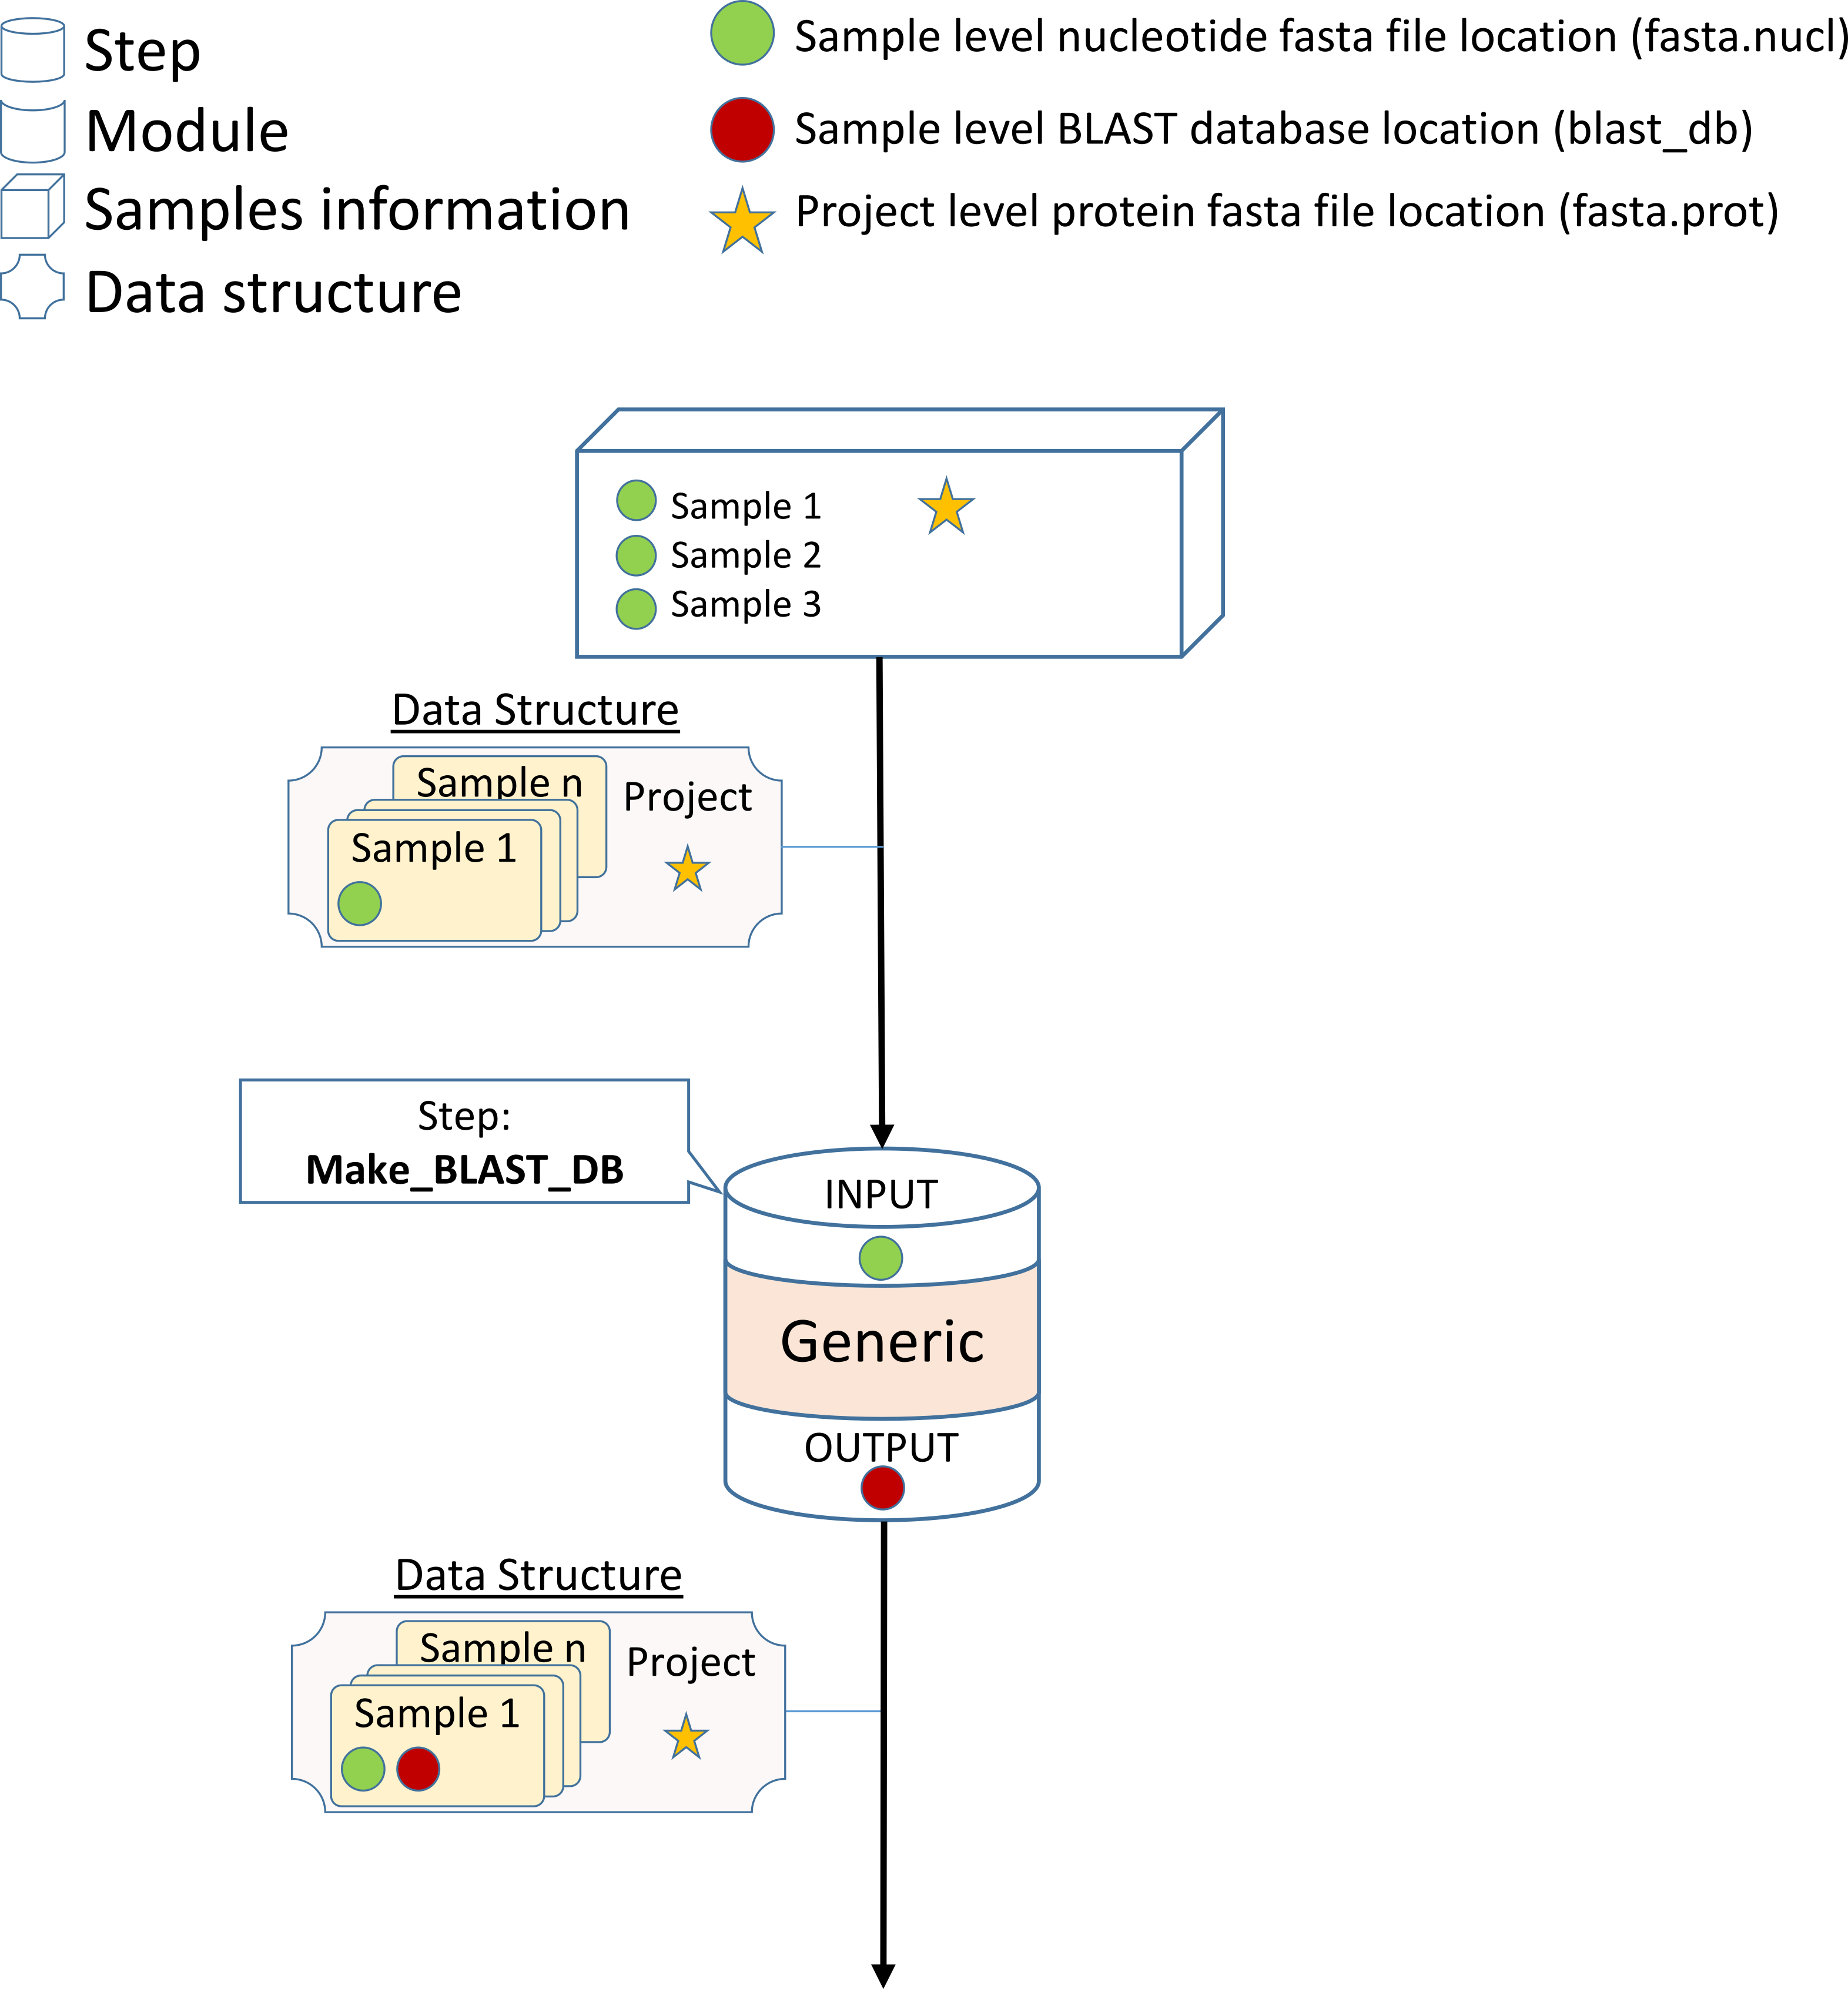 Step
Module
Samples information
Data structure
Sample level nucleotide fasta file location (fasta.nucl)
Sample level BLAST database location (blast_db)
Project level protein fasta file location (fasta.prot)
Sample 1
Sample 2
Sample 3
Data Structure
Sample n
Project
Sample 1
Step:
Make_BLAST_DB
INPUT
Generic
OUTPUT
Data Structure
Sample n
Project
Sample 1